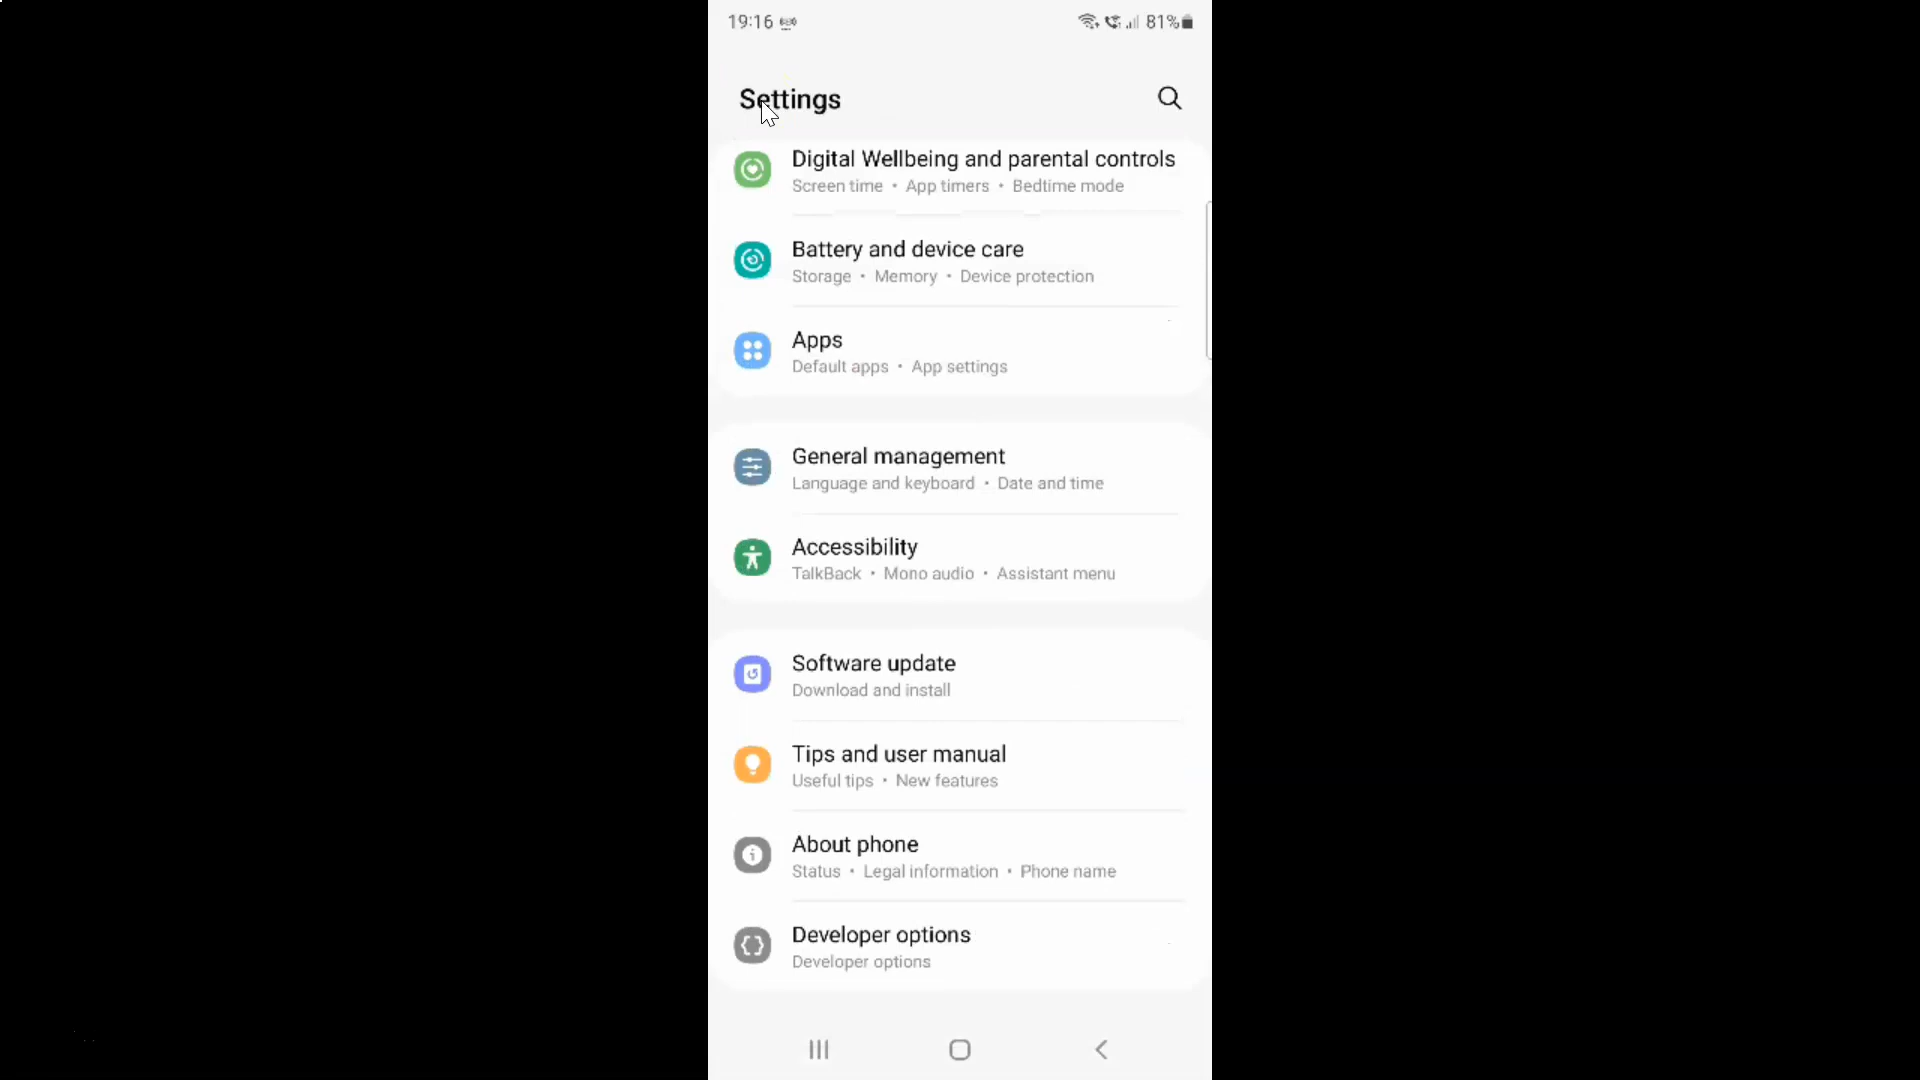 19:16 81%
Settings
Digital Wellbeing and parental controls
Screen time • App timers • Bedtime mode
Battery and device care
Storage • Memory • Device protection
Apps
Default apps • App settings
General management
Language and keyboard • Date and time
Accessibility
TalkBack • Mono audio • Assistant menu
Software update
Download and install
Tips and user manual
Useful tips • New features
About phone
Status • Legal information • Phone name
Developer options
Developer options